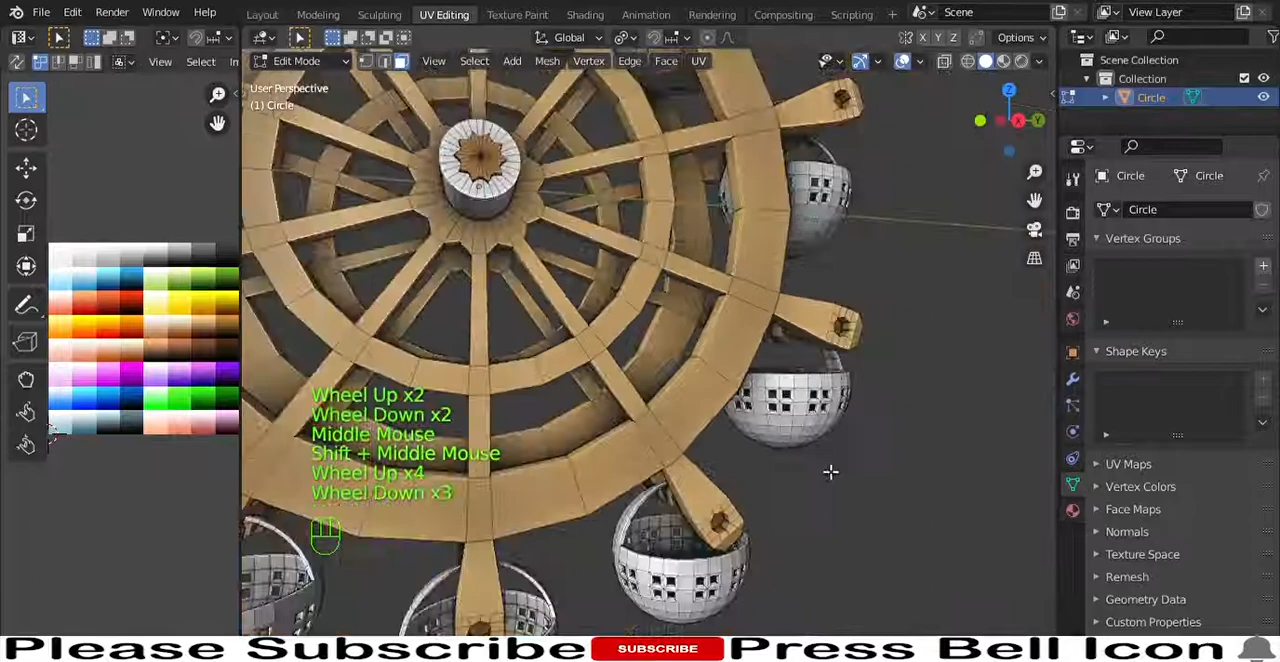 File Edit Render Window Help
Layout Modeling Sculpting UV Editing Texture Paint Shading Animation Rendering Compositing Scripting
Scene
View Layer
Global
X Y Z
Options
View Select In
Edit Mode
View Select Add Mesh Vertex Edge Face UV
User Perspective
(1) Circle
Z
X
Y
Scene Collection
Collection
Circle
Circle
Circle
Circle
Vertex Groups
Shape Keys
UV Maps
Vertex Colors
Face Maps
Normals
Texture Space
Remesh
Geometry Data
Custom Properties
Wheel Up x2
Wheel Down x2
Middle Mouse
Shift + Middle Mouse
Wheel Up x4
Wheel Down x3
Please Subscribe SUBSCRIBE Press Bell Icon